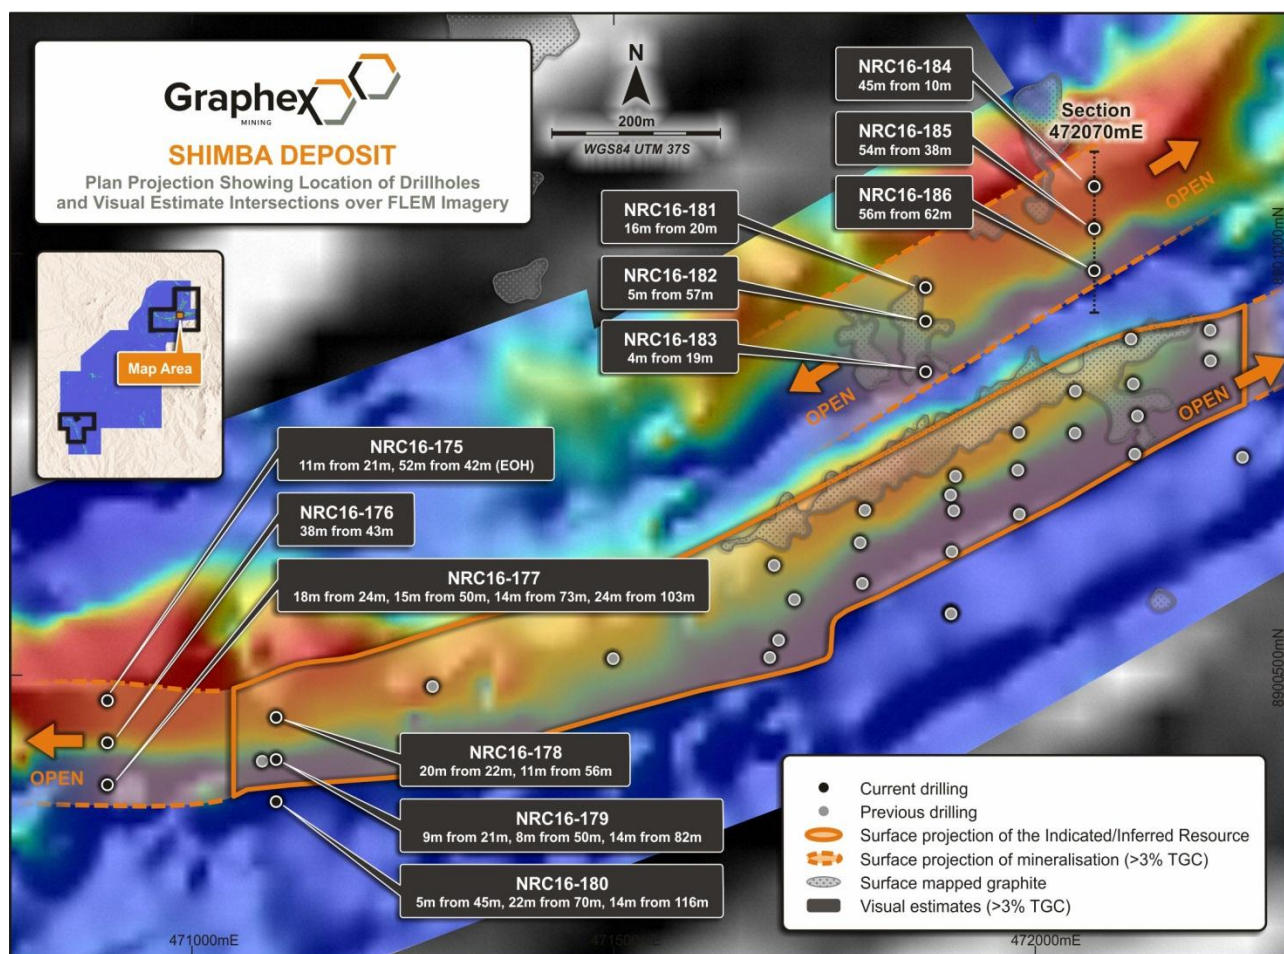 Graphex
MINING
SHIMBA DEPOSIT
Plan Projection Showing Location of Drillholes
and Visual Estimate Intersections over FLEM Imagery
N
200m
WGS84 UTM 37S
NRC16-184
45m from 10m
Section
472070mE
NRC16-185
54m from 38m
NRC16-186
56m from 62m
OPEN
NRC16-181
16m from 20m
NRC16-182
5m from 57m
NRC16-183
4m from 19m
OPEN
OPEN
Map Area
NRC16-175
11m from 21m, 52m from 42m (EOH)
NRC16-176
38m from 43m
NRC16-177
18m from 24m, 15m from 50m, 14m from 73m, 24m from 103m
8900500mN
OPEN
NRC16-178
20m from 22m, 11m from 56m
NRC16-179
9m from 21m, 8m from 50m, 14m from 82m
NRC16-180
5m from 45m, 22m from 70m, 14m from 116m
Current drilling
Previous drilling
Surface projection of the Indicated/Inferred Resource
Surface projection of mineralisation (>3% TGC)
Surface mapped graphite
Visual estimates (>3% TGC)
471000mE
471500mE
472000mE